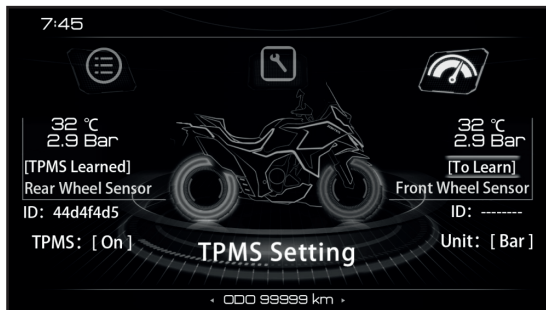 7:45
32 ℃
2.9 Bar
[TPMS Learned]
Rear Wheel Sensor
ID: 44d4f4d5
TPMS: [ On ]
32 ℃
2.9 Bar
[To Learn]
Front Wheel Sensor
ID: --------
Unit: [ Bar ]
TPMS Setting
ODO 99999 km